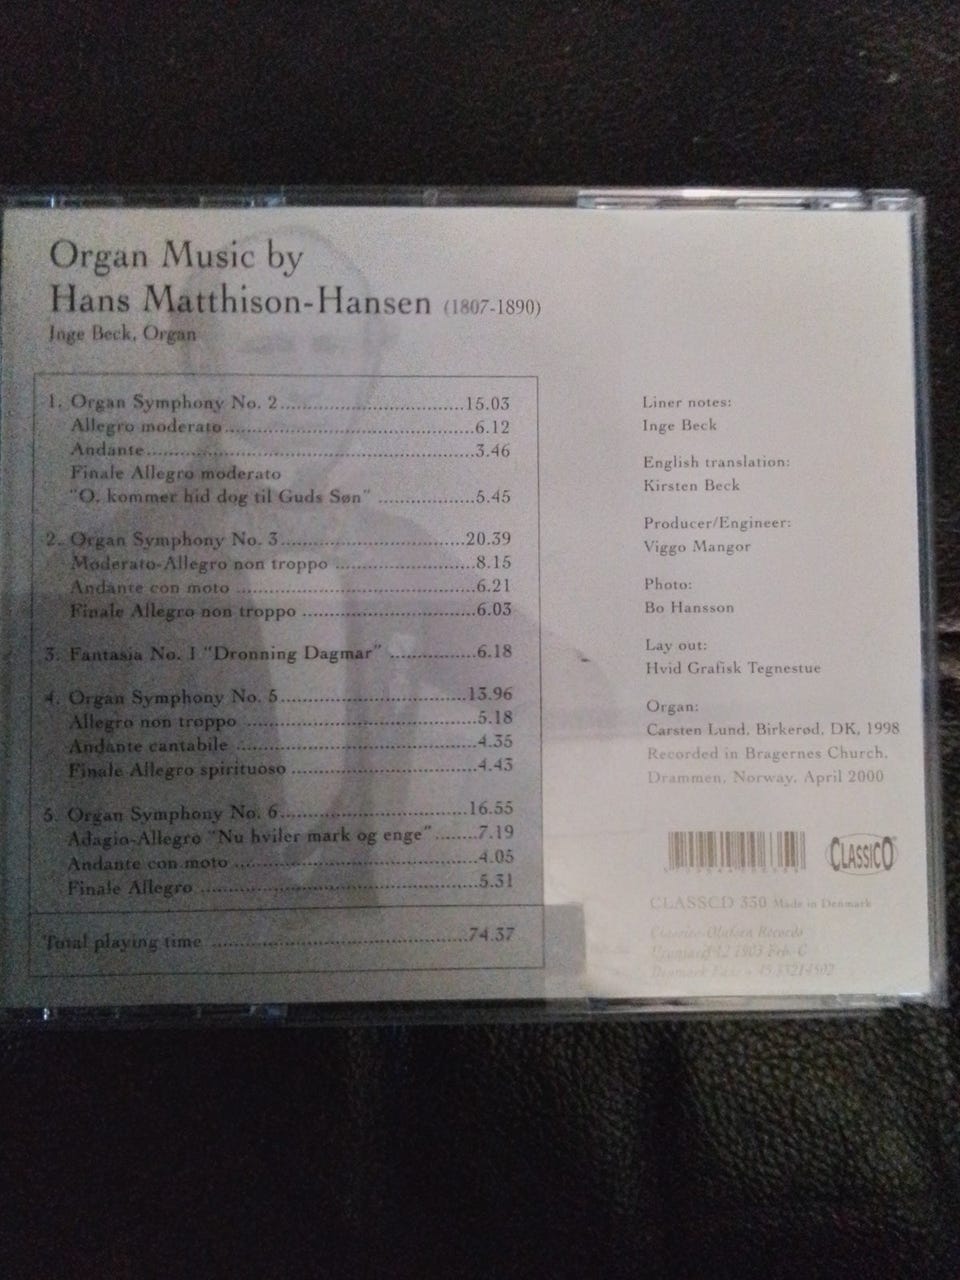 Organ Music by
Hans Matthison-Hansen (1807-1890)
Inge Beck, Organ
1. Organ Symphony No. 2..................................15.03
Allegro moderato.............................................6.12
Andante..........................................................3.46
Finale Allegro moderato
"O, kommer hid dog til Guds Søn" .................5.45
2. Organ Symphony No. 3..................................20.39
Moderato-Allegro non troppo .........................8.15
Andante con moto ...........................................6.21
Finale Allegro non troppo ...............................6.03
3. Fantasia No. 1 "Dronning Dagmar" ...............6.18
4. Organ Symphony No. 5..................................13.96
Allegro non troppo .........................................5.18
Andante cantabile ...........................................4.35
Finale Allegro spirituoso .................................4.43
5. Organ Symphony No. 6..................................16.55
Adagio-Allegro "Nu hviler mark og enge".......7.19
Andante con moto ...........................................4.05
Finale Allegro .................................................5.31
Total playing time ..............................................74.37
Liner notes:
Inge Beck
English translation:
Kirsten Beck
Producer/Engineer:
Viggo Mangor
Photo:
Bo Hansson
Lay out:
Hvid Grafisk Tegnestue
Organ:
Carsten Lund, Birkerød, DK, 1998
Recorded in Bragernes Church,
Drammen, Norway, April 2000
CLASSICO
CLASSCD 350 Made in Denmark
Classico-Olufsen Records
12 1903 Frb. C
Denmark